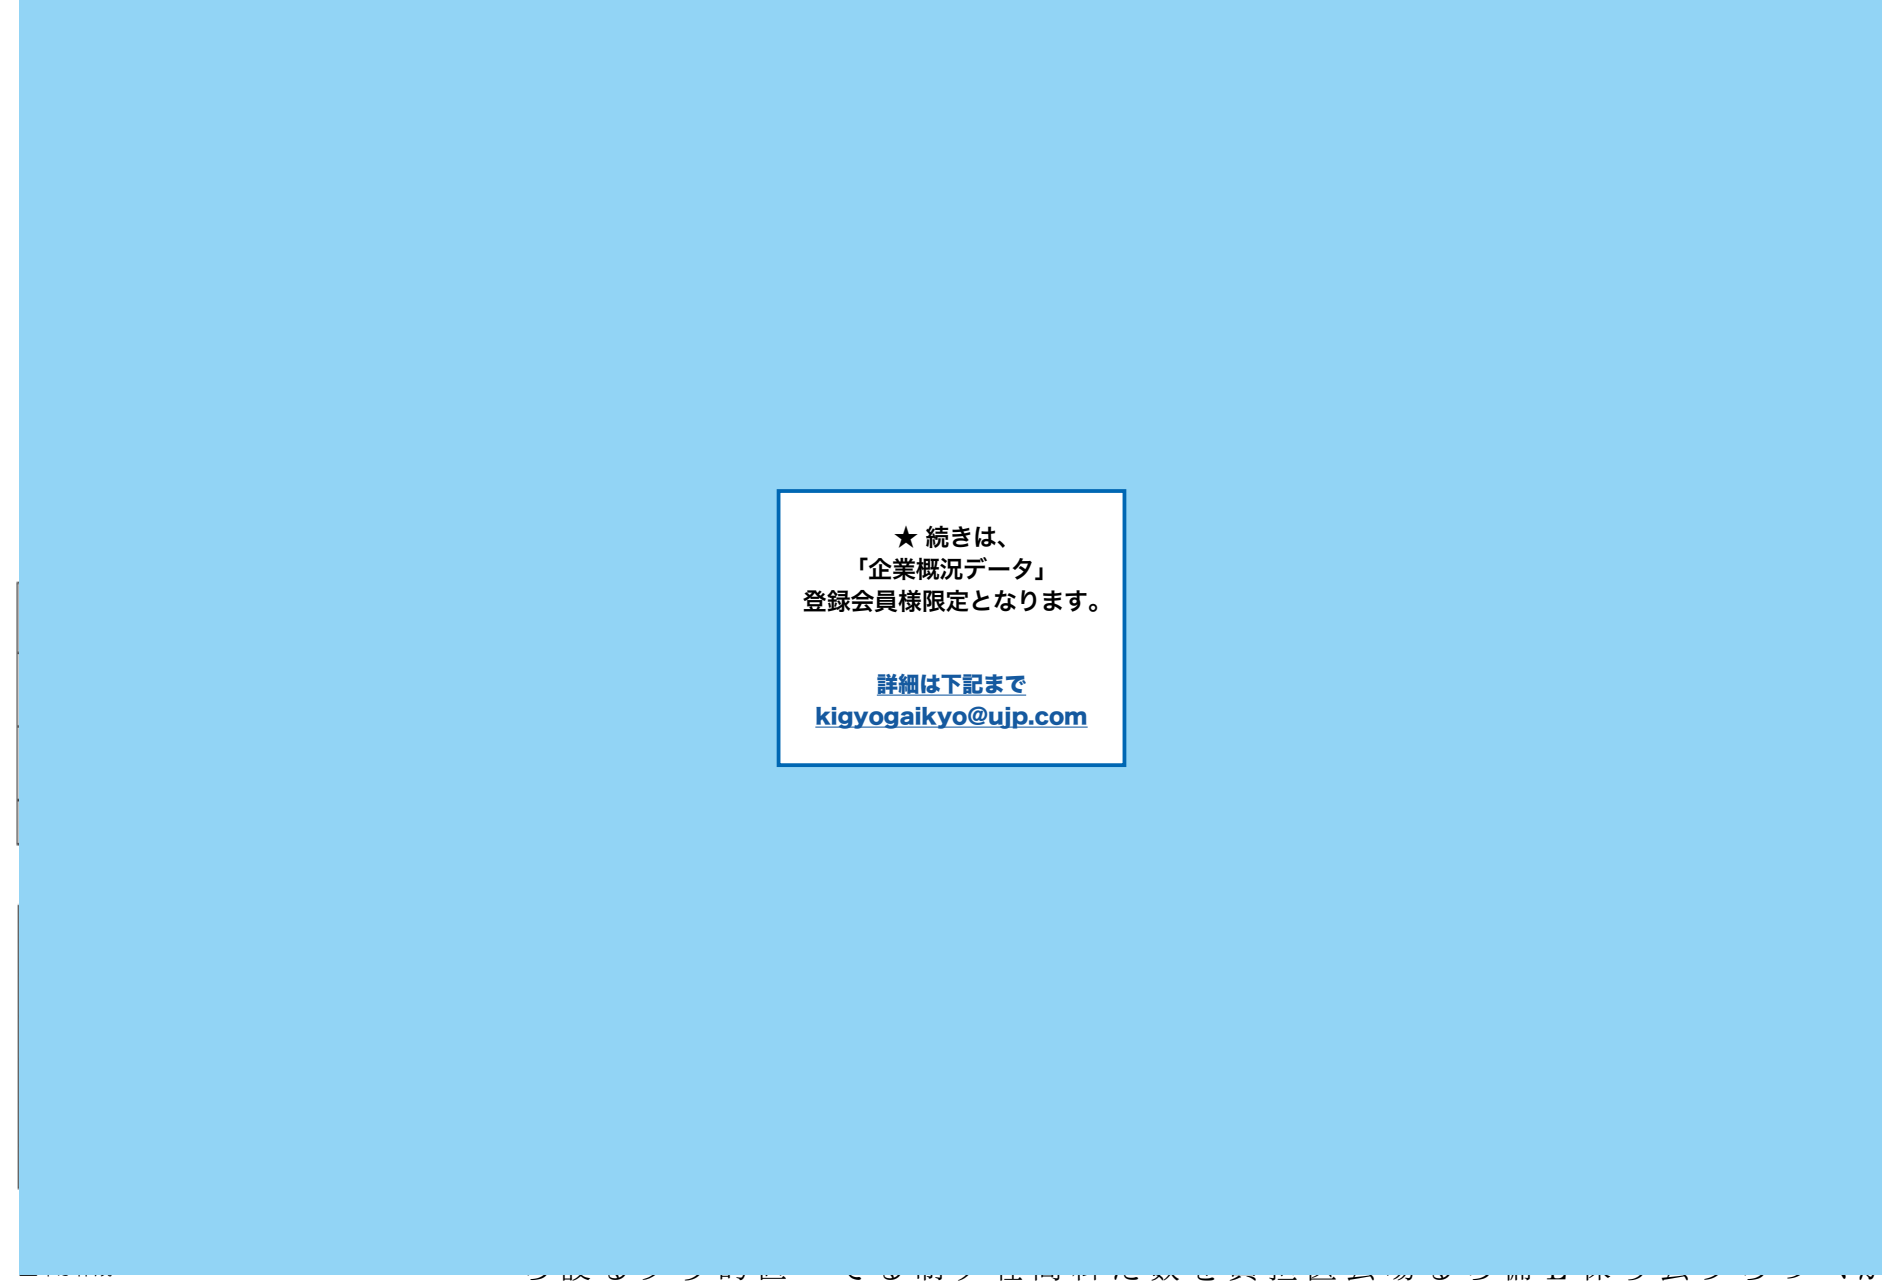 ★ 続きは、
「企業概況データ」
登録会員様限定となります。
詳細は下記まで
kigyogaikyo@ujp.com